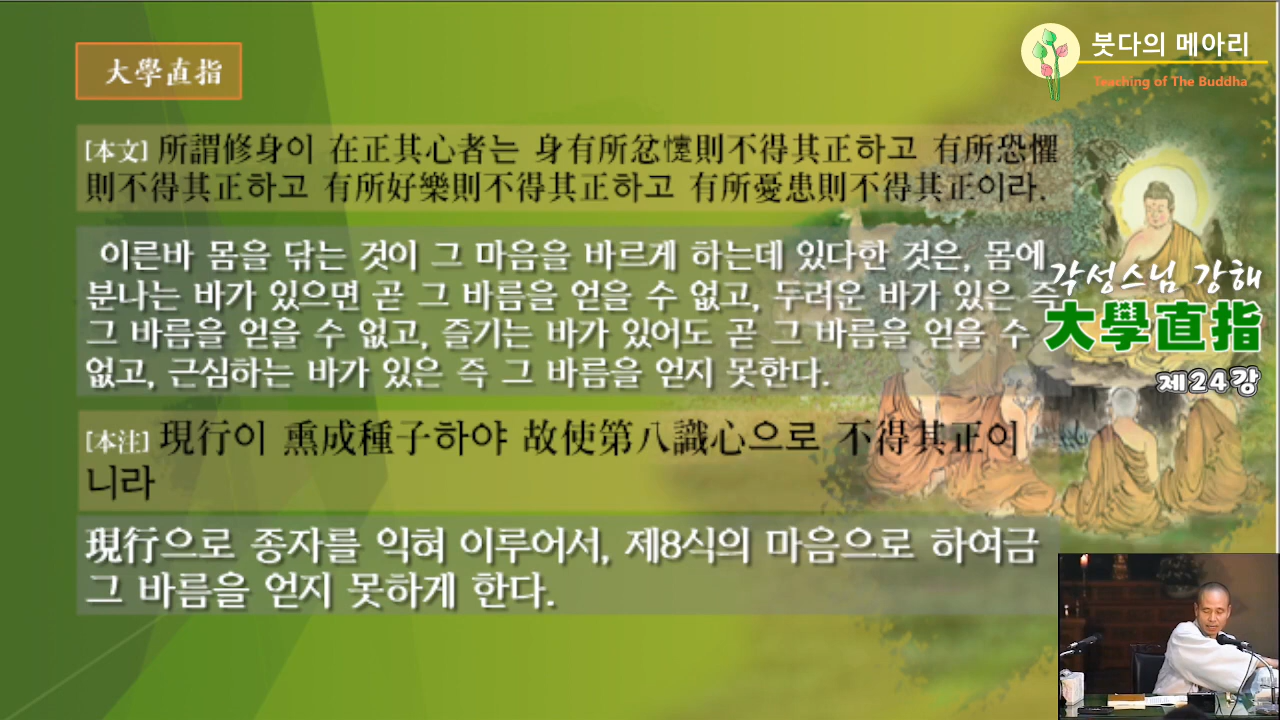 大學直指
붓다의 메아리
Teaching of The Buddha
[本文] 所謂修身이 在正其心者는 身有所忿懥則不得其正하고 有所恐懼
則不得其正하고 有所好樂則不得其正하고 有所憂患則不得其正이라.
이른바 몸을 닦는 것이 그 마음을 바르게 하는데 있다한 것은, 몸에
분나는 바가 있으면 곧 그 바름을 얻을 수 없고, 두려운 바가 있은 즉
그 바름을 얻을 수 없고, 즐기는 바가 있어도 곧 그 바름을 얻을 수
없고, 근심하는 바가 있은 즉 그 바름을 얻지 못한다.
[本注] 現行이 熏成種子하야 故使第八識心으로 不得其正이
니라
現行으로 종자를 익혀 이루어서, 제8식의 마음으로 하여금
그 바름을 얻지 못하게 한다.
각성스님 강해
大學直指
제24강